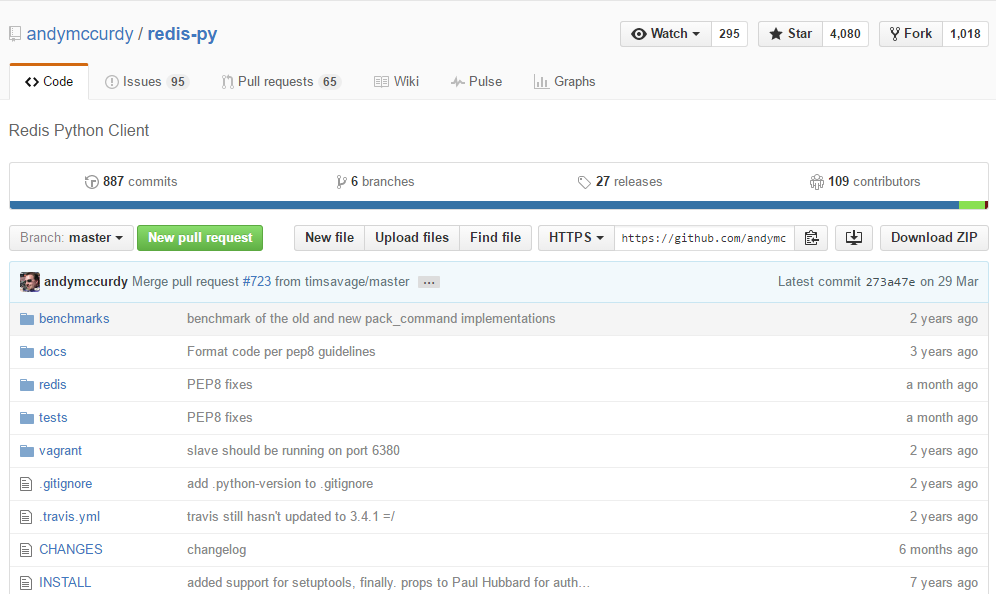 andymccurdy / redis-py Watch 295 Star 4,080 Fork 1,018
Code Issues 95 Pull requests 65 Wiki Pulse Graphs
Redis Python Client
887 commits 6 branches 27 releases 109 contributors
Branch: master New pull request New file Upload files Find file HTTPS https://github.com/andymc Download ZIP
andymccurdy Merge pull request #723 from timsavage/master ... Latest commit 273a47e on 29 Mar
benchmarks benchmark of the old and new pack_command implementations 2 years ago
docs Format code per pep8 guidelines 3 years ago
redis PEP8 fixes a month ago
tests PEP8 fixes a month ago
vagrant slave should be running on port 6380 2 years ago
.gitignore add .python-version to .gitignore 2 years ago
.travis.yml travis still hasn't updated to 3.4.1 =/ 2 years ago
CHANGES changelog 6 months ago
INSTALL added support for setuptools, finally. props to Paul Hubbard for auth… 7 years ago